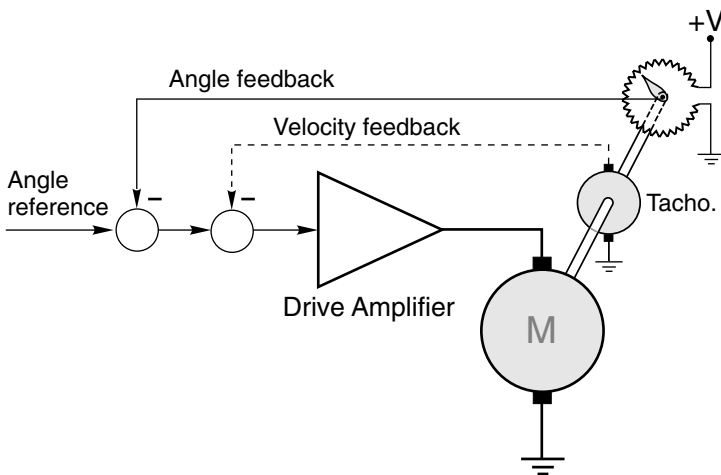 +V
Angle feedback
Velocity feedback
Angle
reference
–
–
Tacho.
Drive Amplifier
M